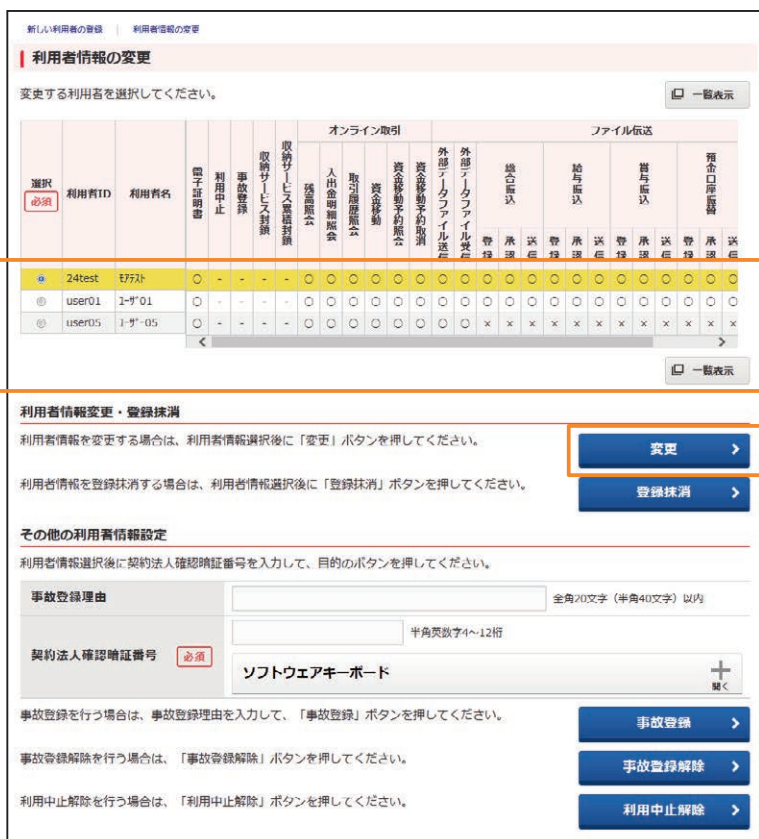 新しい利用者の登録 | 利用者情報の変更
利用者情報の変更
変更する利用者を選択してください。
一覧表示
オンライン取引 ファイル伝送
選択 必須 利用者ID 利用者名 電子証明書 利用中止 事故登録 収納サービス封鎖 収納サービス累積封鎖 残高照会 入出金明細照会 取引履歴照会 資金移動 資金移動予約照会 資金移動予約取消 外部データファイル送信 外部データファイル受信 総合振込 給与振込 賞与振込 預金口座振替
登録 承認 送信 登録 承認 送信 登録 承認 送信 登録 承認 送信
24test ﾓｱﾃｽﾄ ○ - - - - ○ ○ ○ ○ ○ ○ ○ ○ ○ ○ ○ ○ ○ ○ ○ ○ ○ ○ ○ ○
user01 ﾕｰｻﾞ01 ○ - - - - ○ ○ ○ ○ ○ ○ ○ ○ ○ ○ ○ ○ ○ ○ ○ ○ ○ ○ ○ ○
user05 ﾕｰｻﾞｰ05 ○ - - - - ○ ○ ○ ○ ○ ○ ○ ○ × × × × × × × × × × × ×
一覧表示
利用者情報変更・登録抹消
利用者情報を変更する場合は、利用者情報選択後に「変更」ボタンを押してください。
変更
利用者情報を登録抹消する場合は、利用者情報選択後に「登録抹消」ボタンを押してください。
登録抹消
その他の利用者情報設定
利用者情報選択後に契約法人確認暗証番号を入力して、目的のボタンを押してください。
事故登録理由 全角20文字（半角40文字）以内
半角英数字4～12桁
契約法人確認暗証番号 必須
ソフトウェアキーボード
開く
事故登録を行う場合は、事故登録理由を入力して、「事故登録」ボタンを押してください。
事故登録
事故登録解除を行う場合は、「事故登録解除」ボタンを押してください。
事故登録解除
利用中止解除を行う場合は、「利用中止解除」ボタンを押してください。
利用中止解除